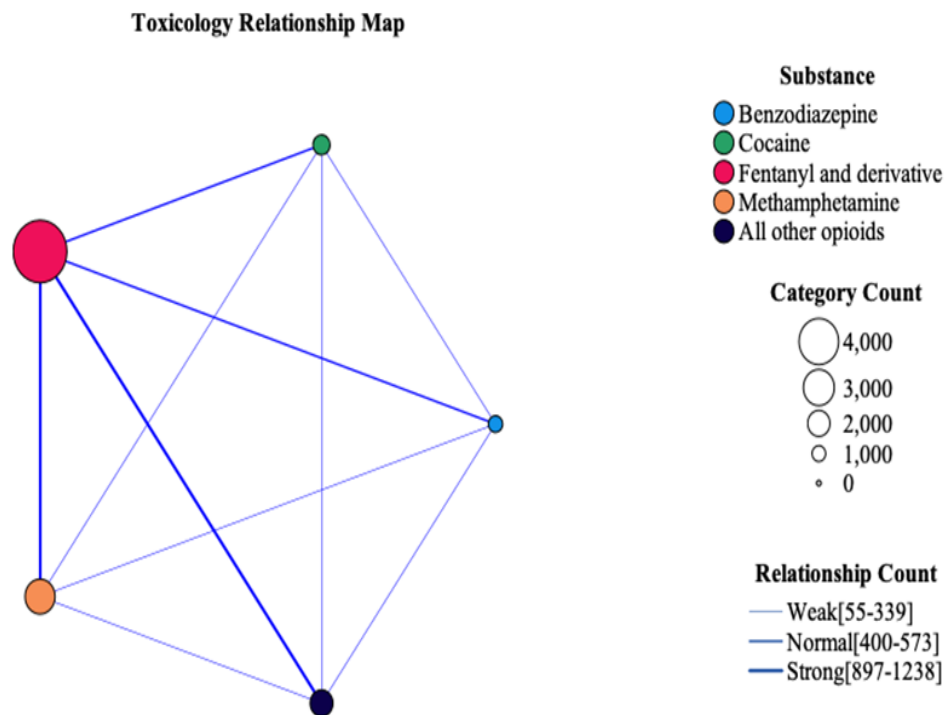 Toxicology Relationship Map
Substance
Benzodiazepine
Cocaine
Fentanyl and derivative
Methamphetamine
All other opioids
Category Count
4,000
3,000
2,000
1,000
0
Relationship Count
Weak[55-339]
Normal[400-573]
Strong[897-1238]